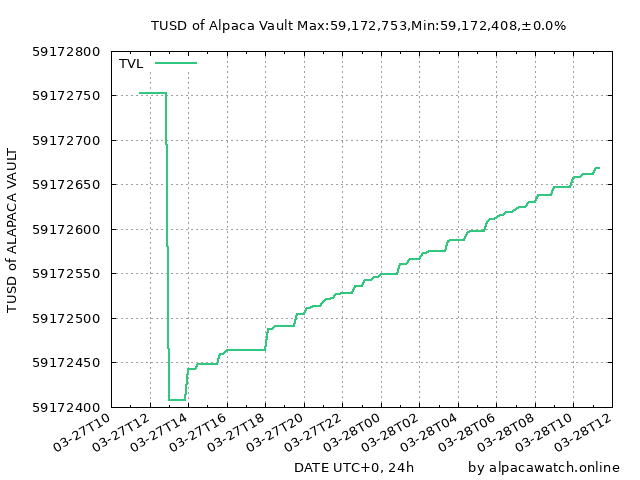 TUSD of Alpaca Vault Max:59,172,753,Min:59,172,408,±0.0%
TVL
59172800
59172750
59172700
59172650
59172600
59172550
59172500
59172450
59172400
TUSD of ALAPACA VAULT
03-27T10
03-27T12
03-27T14
03-27T16
03-27T18
03-27T20
03-27T22
03-28T00
03-28T02
03-28T04
03-28T06
03-28T08
03-28T10
03-28T12
DATE UTC+0, 24h
by alpacawatch.online